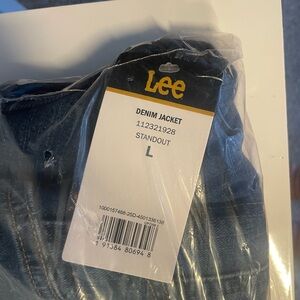 Lee
DENIM JACKET
112321928
STANDOUT
L